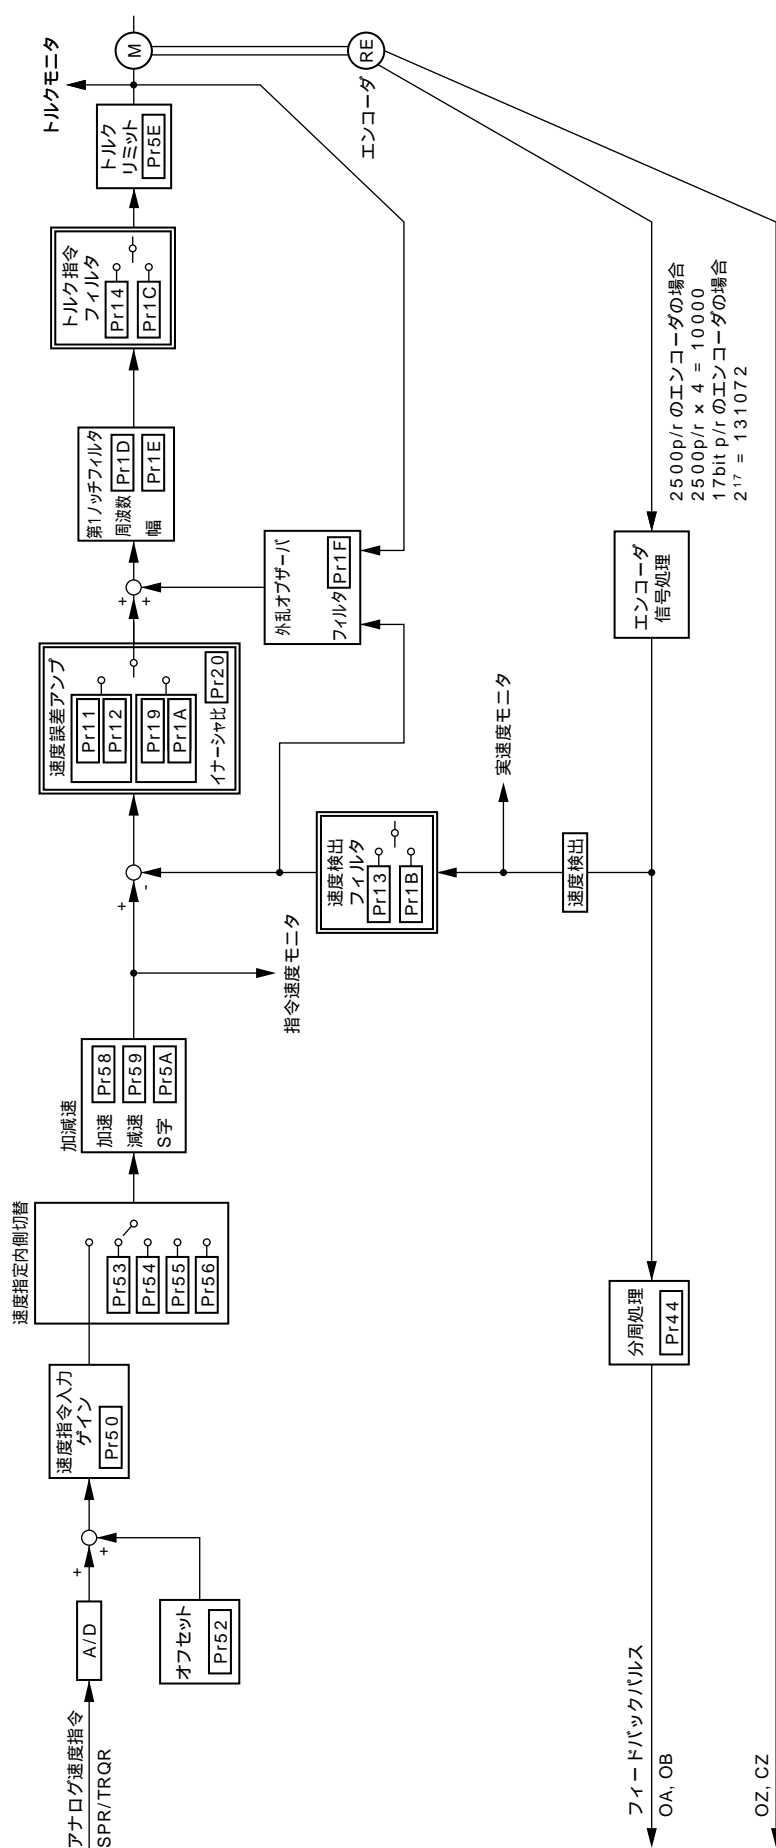 アナログ速度指令
SPR/TRQR
A/D
+
+
オフセット
Pr52
速度指令入力
ゲイン
Pr50
速度指定内側切替
Pr53
Pr54
Pr55
Pr56
加減速
加速 Pr58
減速 Pr59
S字 Pr5A
指令速度モニタ
+
-
速度誤差アンプ
Pr11
Pr12
Pr19
Pr1A
イナーシャ比 Pr20
+
+
第1ノッチフィルタ
周波数 Pr1D
幅 Pr1E
トルク指令
フィルタ
Pr14
Pr1C
トルク
リミット
Pr5E
トルクモニタ
M
RE
エンコーダ
外乱オブザーバ
フィルタ Pr1F
速度検出
フィルタ
Pr13
Pr1B
実速度モニタ
速度検出
エンコーダ
信号処理
2500p/r のエンコーダの場合
2500p/r × 4 = 10000
17bit p/r のエンコーダの場合
2¹⁷ = 131072
分周処理
Pr44
フィードバックパルス
OA, OB
OZ, CZ